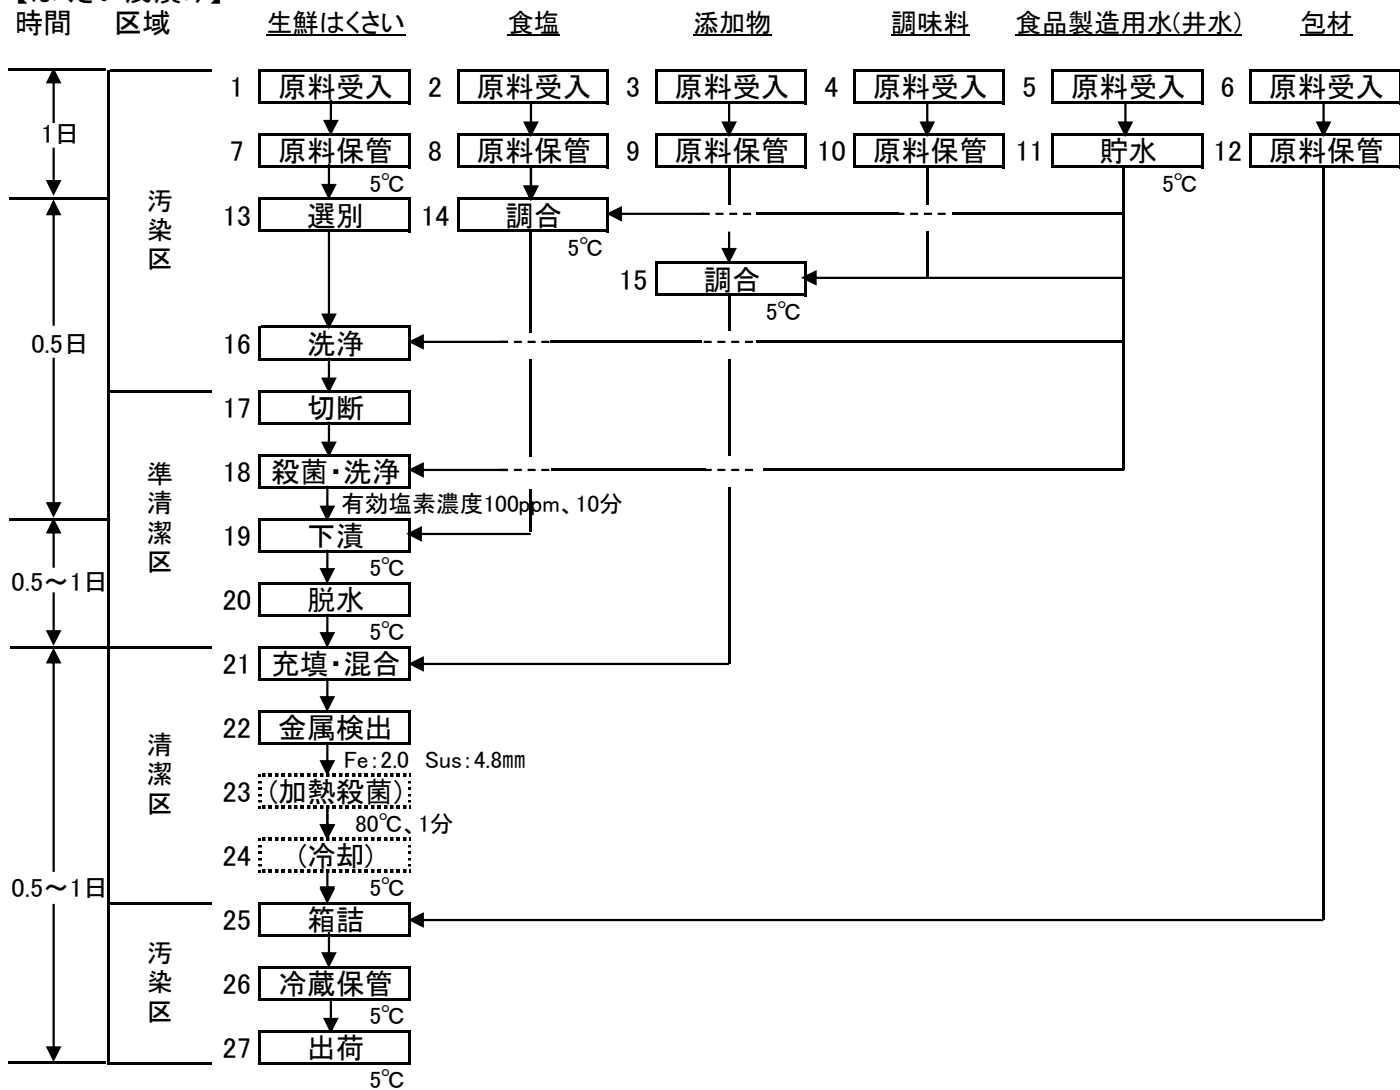 時間 区域 生鮮はくさい 食塩 添加物 調味料 食品製造用水(井水) 包材
1 原料受入 2 原料受入 3 原料受入 4 原料受入 5 原料受入 6 原料受入
1日
7 原料保管 8 原料保管 9 原料保管 10 原料保管 11 貯水 12 原料保管
5℃ 5℃
汚染区
13 選別 14 調合
5℃
15 調合
5℃
0.5日
16 洗浄
17 切断
準清潔区
18 殺菌・洗浄
有効塩素濃度100ppm、10分
19 下漬
5℃
0.5～1日
20 脱水
5℃
21 充填・混合
22 金属検出
Fe:2.0 Sus:4.8㎜
清潔区
23 (加熱殺菌)
80℃、1分
24 (冷却)
5℃
0.5～1日
25 箱詰
汚染区
26 冷蔵保管
5℃
27 出荷
5℃